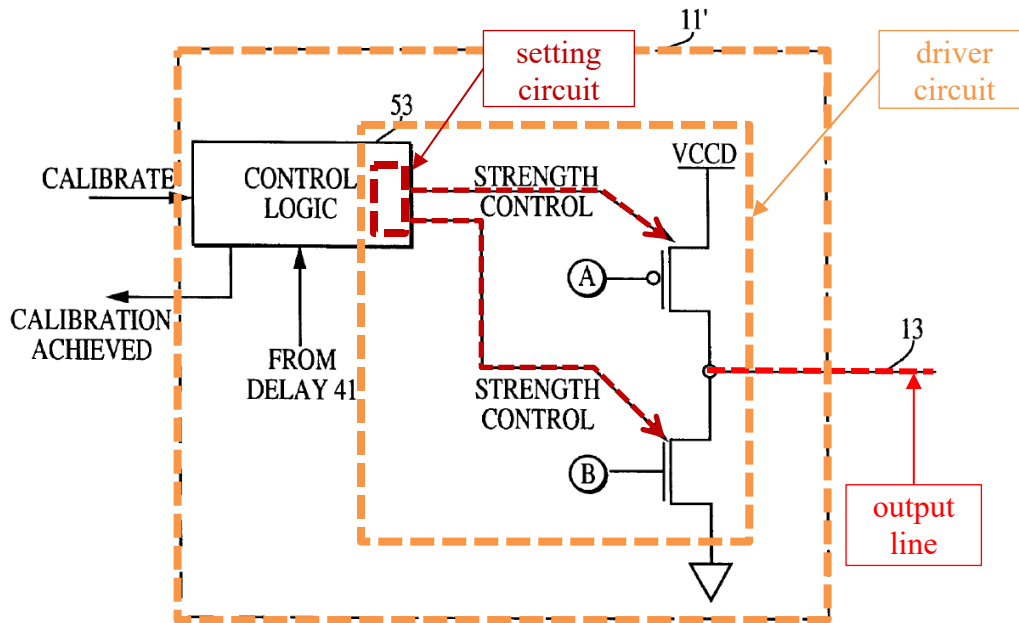 11'
setting
circuit
driver
circuit
53
VCCD
CALIBRATE
CONTROL
LOGIC
STRENGTH
CONTROL
A
CALIBRATION
ACHIEVED
FROM
DELAY 41
13
STRENGTH
CONTROL
B
output
line